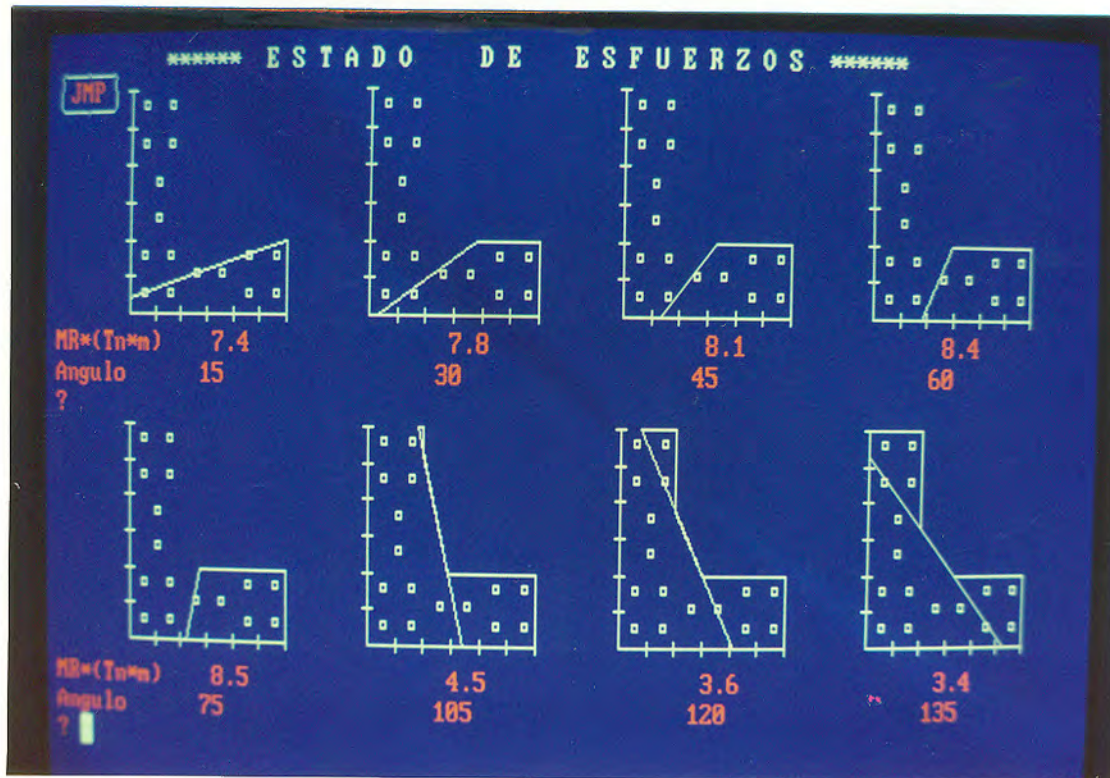 ****** ESTADO DE ESFUERZOS ******
JMP
MR*(Tn*m) 7.4 7.8 8.1 8.4
Angulo 15 30 45 60
?
MR*(Tn*m) 8.5 4.5 3.6 3.4
Angulo 75 105 120 135
?